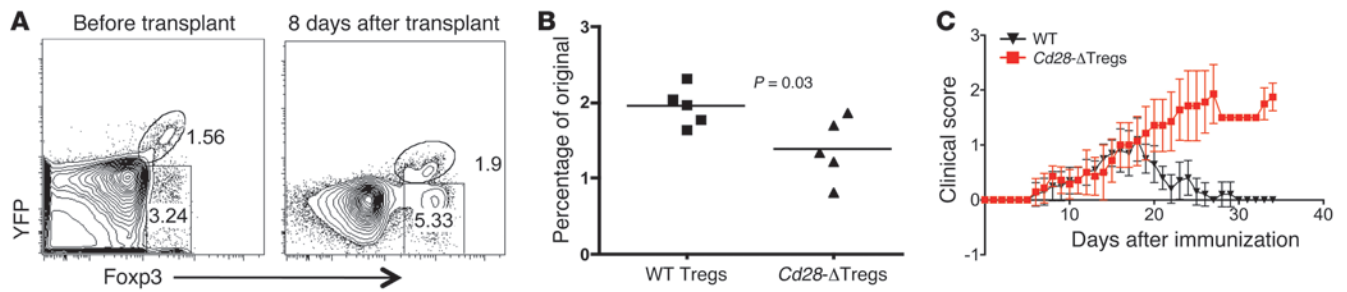 A
Before transplant
8 days after transplant
1.56
3.24
1.9
5.33
YFP
Foxp3
B
Percentage of original
3
2
1
0
P = 0.03
WT Tregs
Cd28-ΔTregs
C
Clinical score
3
2
1
0
-1
WT
Cd28-ΔTregs
10
20
30
40
Days after immunization